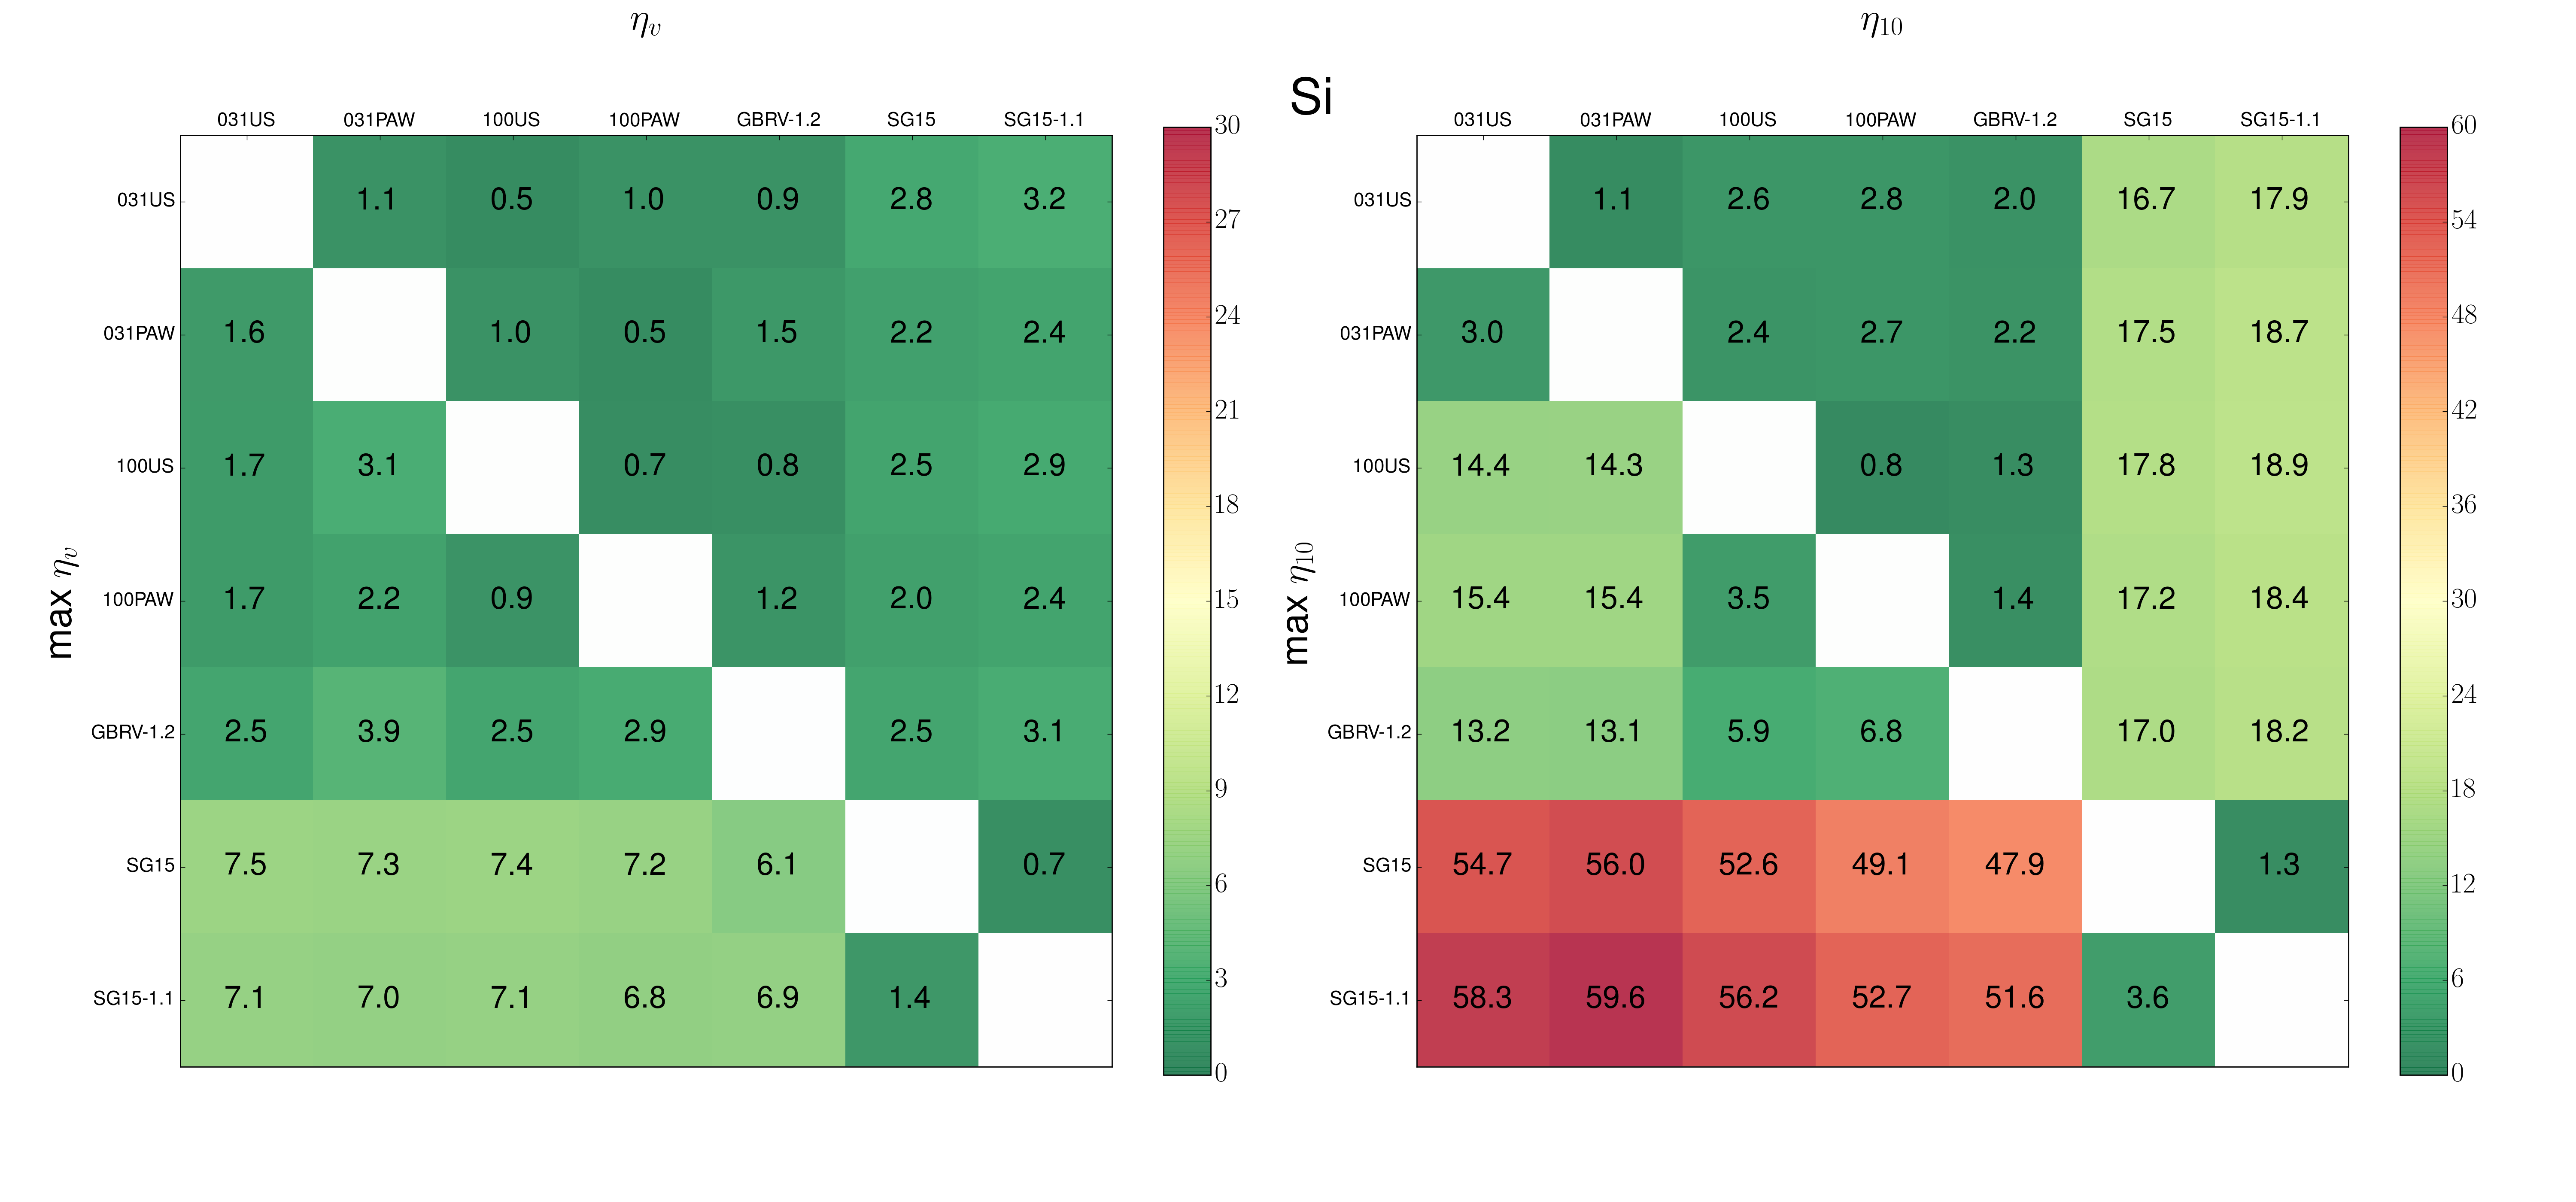 η_v
031US 031PAW 100US 100PAW GBRV-1.2 SG15 SG15-1.1
031US 1.1 0.5 1.0 0.9 2.8 3.2
031PAW 1.6 1.0 0.5 1.5 2.2 2.4
100US 1.7 3.1 0.7 0.8 2.5 2.9
100PAW 1.7 2.2 0.9 1.2 2.0 2.4
GBRV-1.2 2.5 3.9 2.5 2.9 2.5 3.1
SG15 7.5 7.3 7.4 7.2 6.1 0.7
SG15-1.1 7.1 7.0 7.1 6.8 6.9 1.4
max η_v
30
27
24
21
18
15
12
9
6
3
0
η_10
Si
031US 031PAW 100US 100PAW GBRV-1.2 SG15 SG15-1.1
031US 1.1 2.6 2.8 2.0 16.7 17.9
031PAW 3.0 2.4 2.7 2.2 17.5 18.7
100US 14.4 14.3 0.8 1.3 17.8 18.9
100PAW 15.4 15.4 3.5 1.4 17.2 18.4
GBRV-1.2 13.2 13.1 5.9 6.8 17.0 18.2
SG15 54.7 56.0 52.6 49.1 47.9 1.3
SG15-1.1 58.3 59.6 56.2 52.7 51.6 3.6
max η_10
60
54
48
42
36
30
24
18
12
6
0